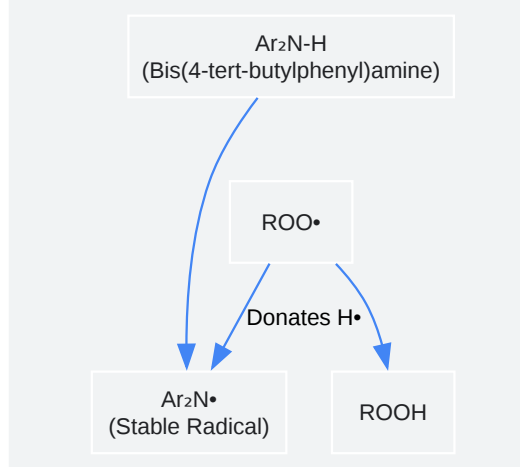 Ar₂N-H
(Bis(4-tert-butylphenyl)amine)
ROO•
Donates H•
Ar₂N•
(Stable Radical)
ROOH